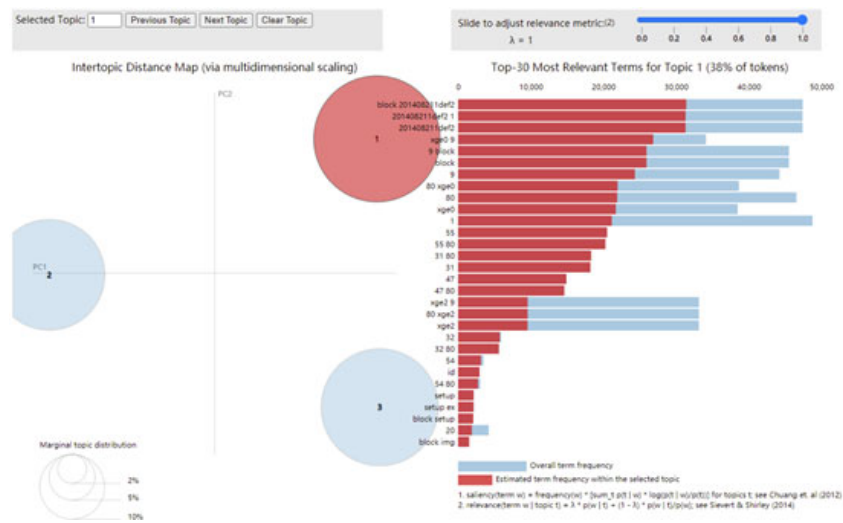 Selected Topic: 1 Previous Topic Next Topic Clear Topic
Slide to adjust relevance metric:(2)
λ = 1
0.0 0.2 0.4 0.6 0.8 1.0
Intertopic Distance Map (via multidimensional scaling)
PC2
PC1
1
2
3
Marginal topic distribution
2%
5%
10%
Top-30 Most Relevant Terms for Topic 1 (38% of tokens)
0 10,000 20,000 30,000 40,000 50,000
block 201408211def2
201408211def2 1
201408211def2
xge0 9
9 block
block
9
80 xge0
80
xge0
1
55
55 80
31 80
31
47
47 80
xge2 9
80 xge2
xge2
32
32 80
54
id
54 80
setup
setup ex
block setup
20
block img
Overall term frequency
Estimated term frequency within the selected topic
1. saliency(term w) = frequency(w) * [sum_t p(t | w) * log(p(t | w)/p(t))] for topics t; see Chuang et. al (2012)
2. relevance(term w | topic t) = λ * p(w | t) + (1 - λ) * p(w | t)/p(w); see Sievert & Shirley (2014)